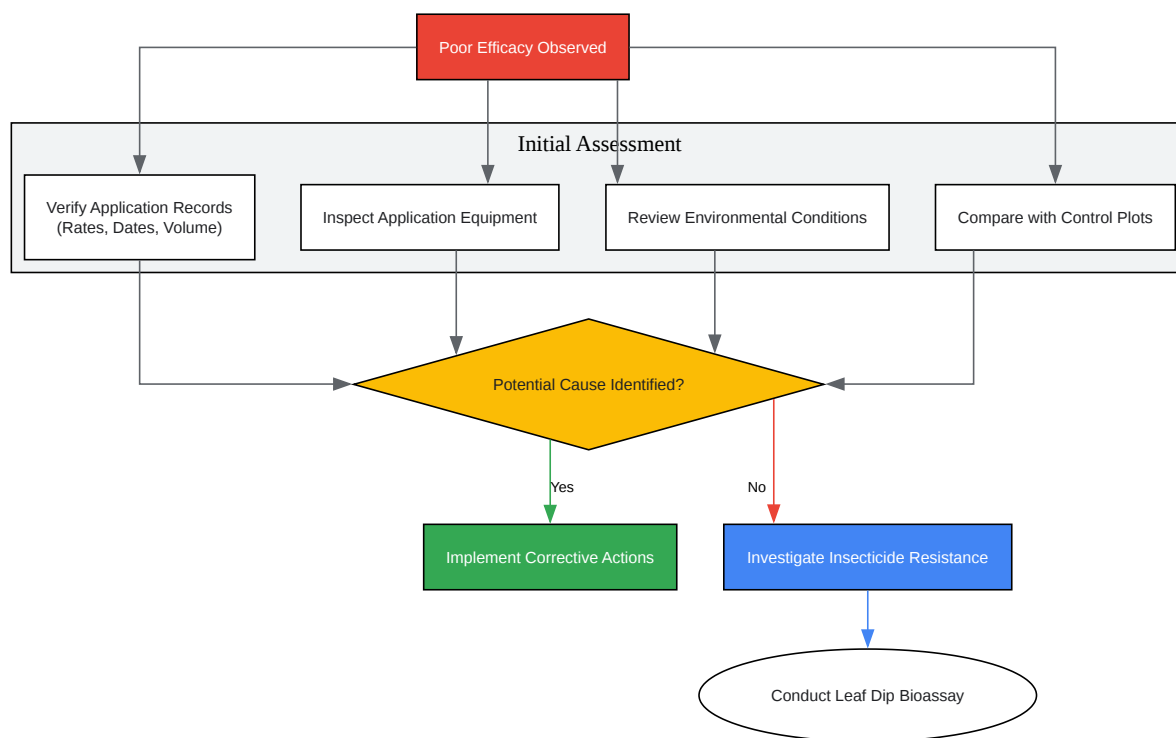 Poor Efficacy Observed
Initial Assessment
Verify Application Records
(Rates, Dates, Volume)
Inspect Application Equipment
Review Environmental Conditions
Compare with Control Plots
Potential Cause Identified?
Yes
No
Implement Corrective Actions
Investigate Insecticide Resistance
Conduct Leaf Dip Bioassay